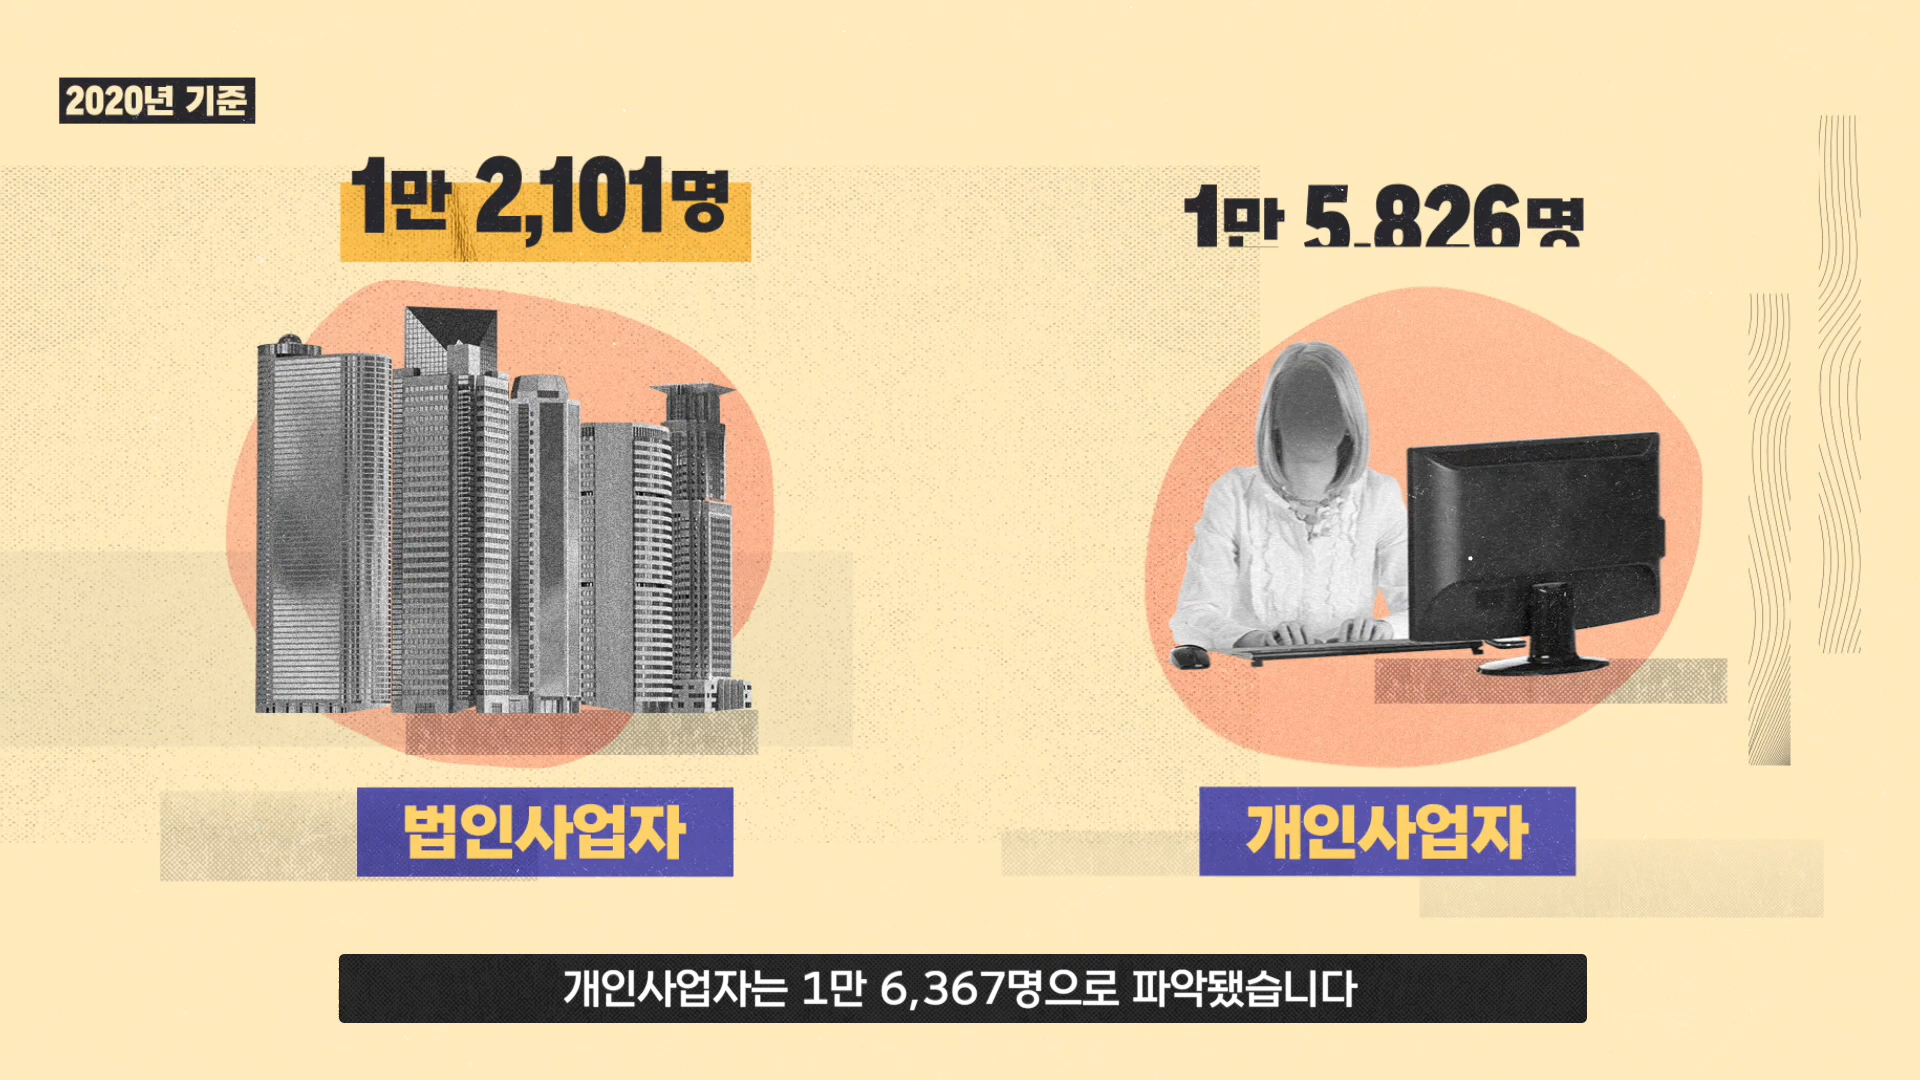 2020년 기준
1만 2,101명
1만 5,826명
법인사업자
개인사업자
개인사업자는 1만 6,367명으로 파악됐습니다